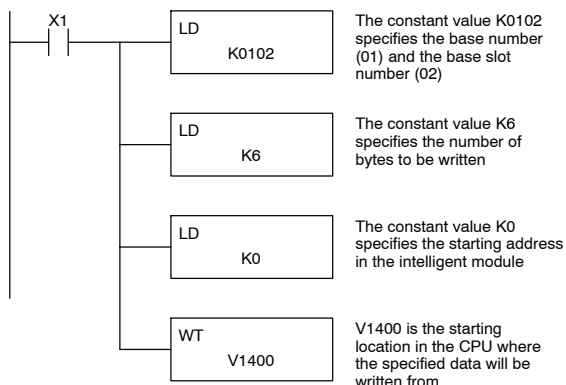 X1
LD
K0102
The constant value K0102
specifies the base number
(01) and the base slot
number (02)
LD
K6
The constant value K6
specifies the number of
bytes to be written
LD
K0
The constant value K0
specifies the starting address
in the intelligent module
WT
V1400
V1400 is the starting
location in the CPU where
the specified data will be
written from